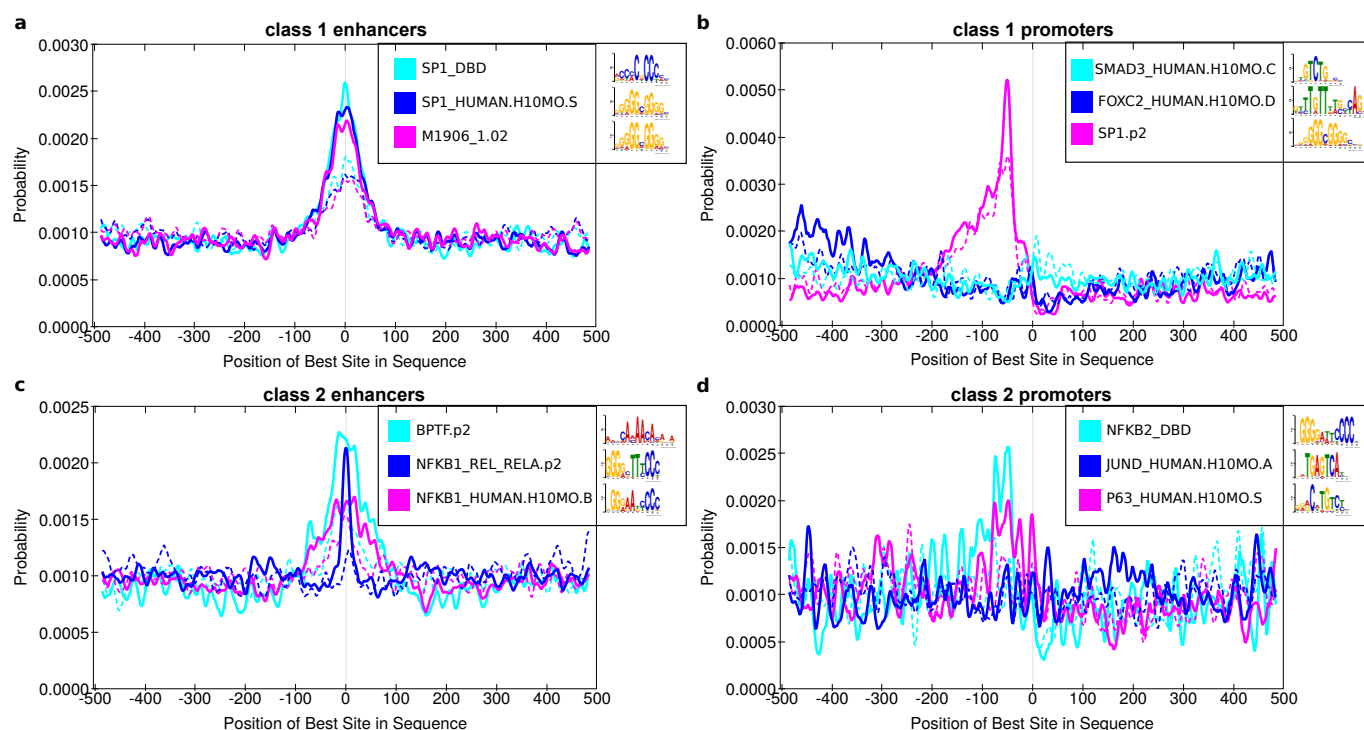 a
class 1 enhancers
0.0030
0.0025
0.0020
0.0015
0.0010
0.0005
0.0000
Probability
SP1_DBD
SP1_HUMAN.H10MO.S
M1906_1.02
-500 -400 -300 -200 -100 0 100 200 300 400 500
Position of Best Site in Sequence
b
class 1 promoters
0.0060
0.0050
0.0040
0.0030
0.0020
0.0010
0.0000
Probability
SMAD3_HUMAN.H10MO.C
FOXC2_HUMAN.H10MO.D
SP1.p2
-500 -400 -300 -200 -100 0 100 200 300 400 500
Position of Best Site in Sequence
c
class 2 enhancers
0.0025
0.0020
0.0015
0.0010
0.0005
0.0000
Probability
BPTF.p2
NFKB1_REL_RELA.p2
NFKB1_HUMAN.H10MO.B
-500 -400 -300 -200 -100 0 100 200 300 400 500
Position of Best Site in Sequence
d
class 2 promoters
0.0030
0.0025
0.0020
0.0015
0.0010
0.0005
0.0000
Probability
NFKB2_DBD
JUND_HUMAN.H10MO.A
P63_HUMAN.H10MO.S
-500 -400 -300 -200 -100 0 100 200 300 400 500
Position of Best Site in Sequence